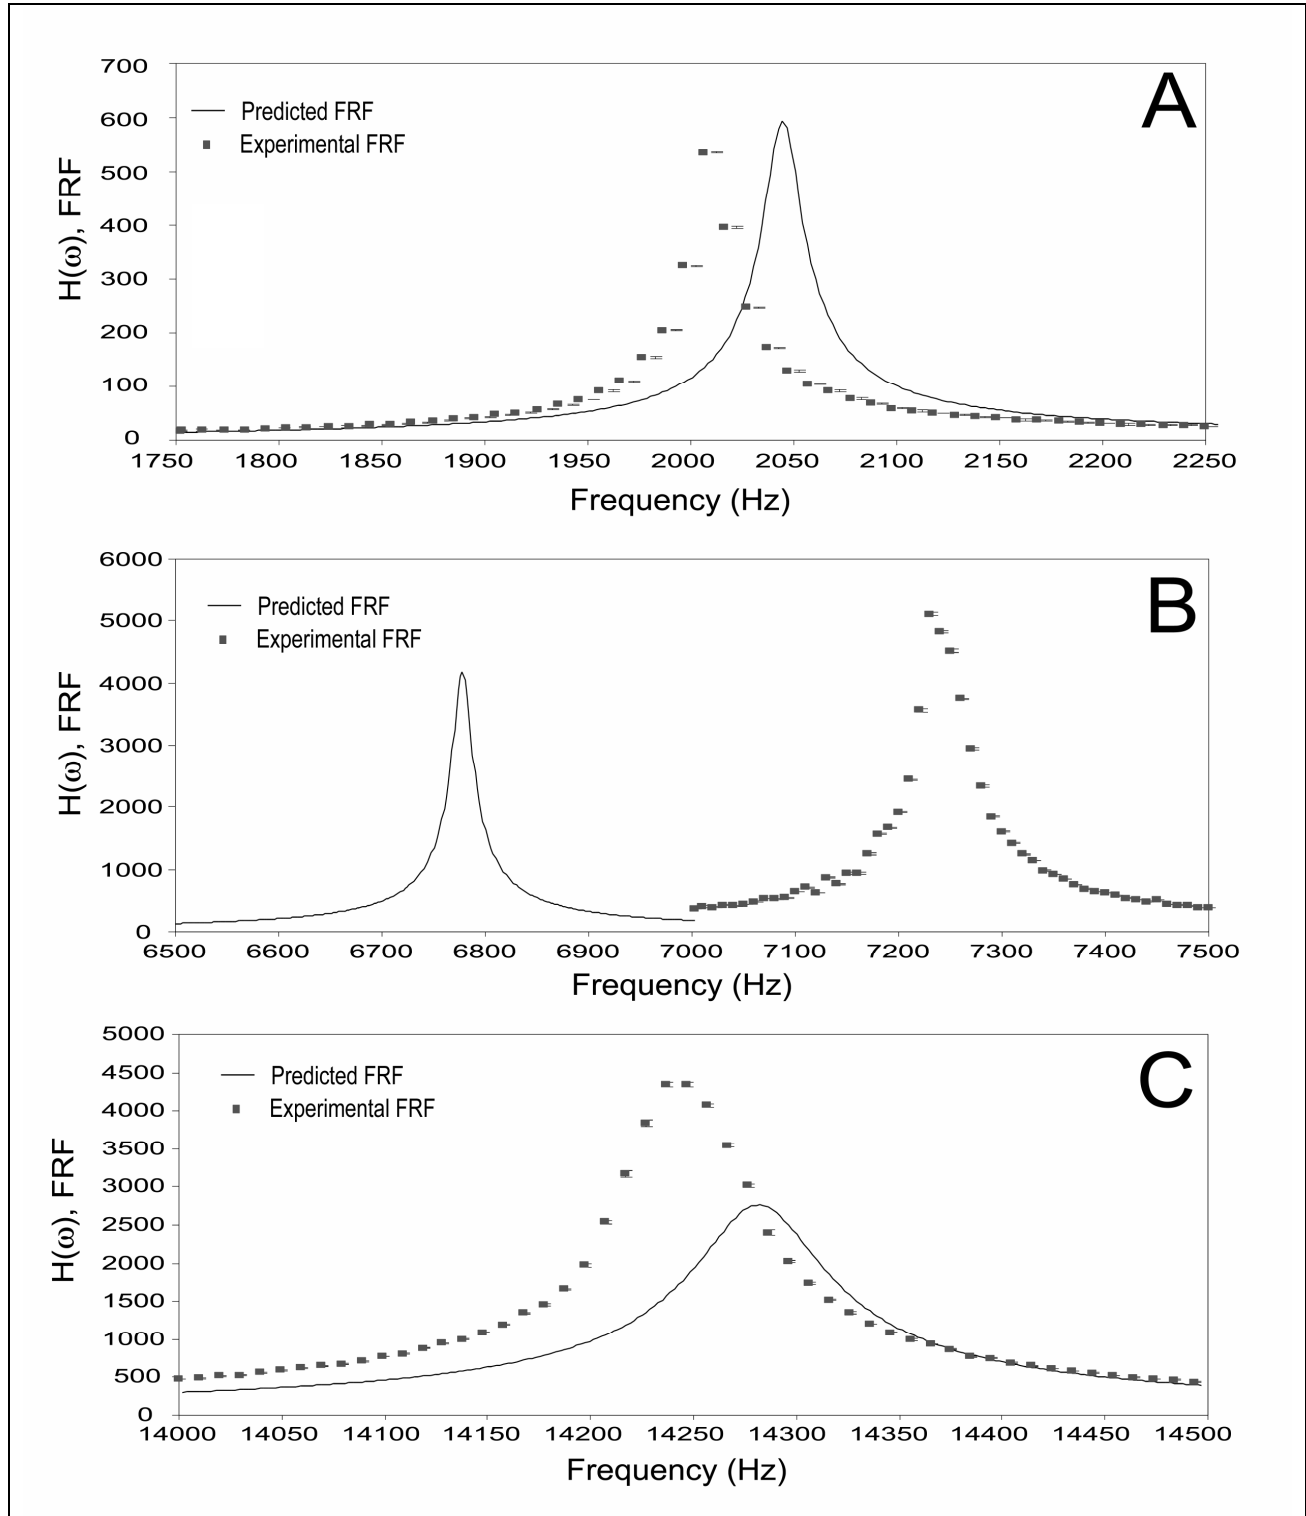 A
700
600
500
400
300
200
100
0
H(ω), FRF
Predicted FRF
Experimental FRF
1750 1800 1850 1900 1950 2000 2050 2100 2150 2200 2250
Frequency (Hz)
B
6000
5000
4000
3000
2000
1000
0
H(ω), FRF
Predicted FRF
Experimental FRF
6500 6600 6700 6800 6900 7000 7100 7200 7300 7400 7500
Frequency (Hz)
C
5000
4500
4000
3500
3000
2500
2000
1500
1000
500
0
H(ω), FRF
Predicted FRF
Experimental FRF
14000 14050 14100 14150 14200 14250 14300 14350 14400 14450 14500
Frequency (Hz)